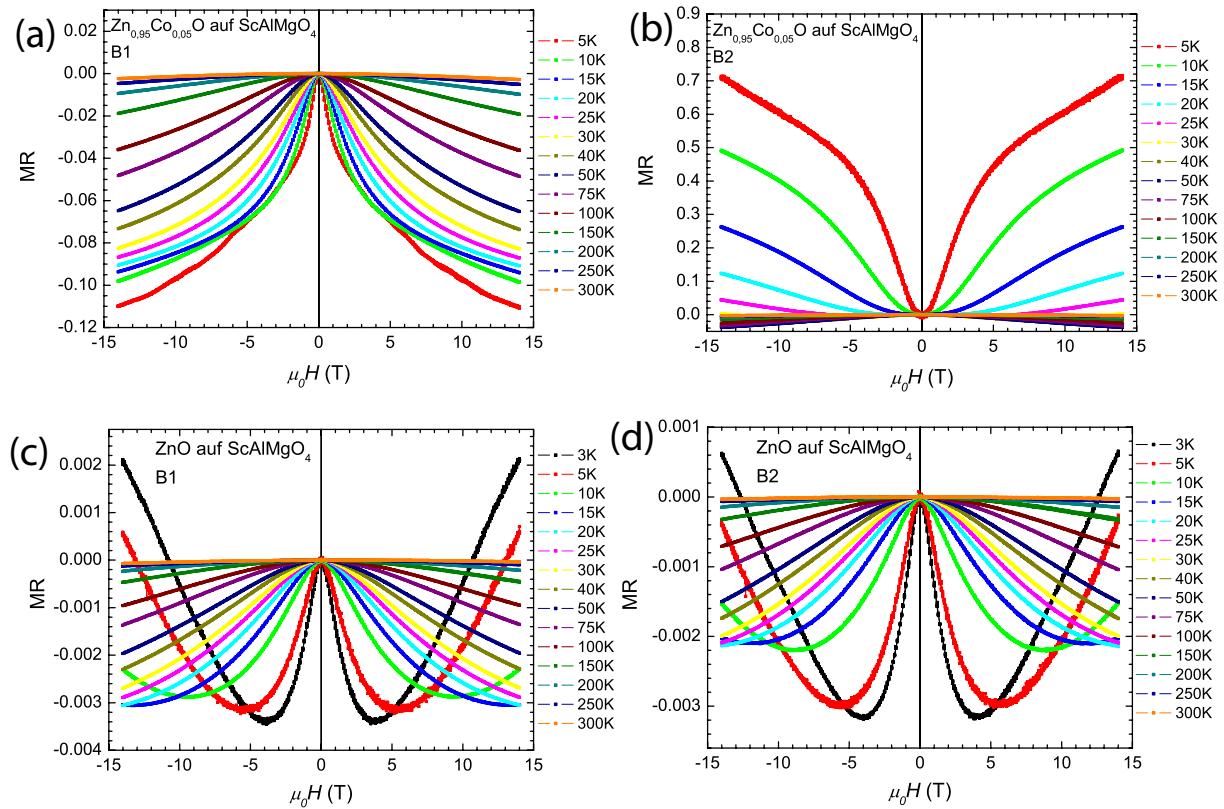 (a)
Zn0,95Co0,05O auf ScAlMgO4
B1
0.02
0.00
-0.02
-0.04
-0.06
-0.08
-0.10
-0.12
MR
-15 -10 -5 0 5 10 15
μ0H (T)
5K
10K
15K
20K
25K
30K
40K
50K
75K
100K
150K
200K
250K
300K
(b)
Zn0,95Co0,05O auf ScAlMgO4
B2
0.9
0.8
0.7
0.6
0.5
0.4
0.3
0.2
0.1
0.0
MR
-15 -10 -5 0 5 10 15
μ0H (T)
5K
10K
15K
20K
25K
30K
40K
50K
75K
100K
150K
200K
250K
300K
(c)
ZnO auf ScAlMgO4
B1
0.002
0.001
0.000
-0.001
-0.002
-0.003
-0.004
MR
-15 -10 -5 0 5 10 15
μ0H (T)
3K
5K
10K
15K
20K
25K
30K
40K
50K
75K
100K
150K
200K
250K
300K
(d)
ZnO auf ScAlMgO4
B2
0.001
0.000
-0.001
-0.002
-0.003
MR
-15 -10 -5 0 5 10 15
μ0H (T)
3K
5K
10K
15K
20K
25K
30K
40K
50K
75K
100K
150K
200K
250K
300K